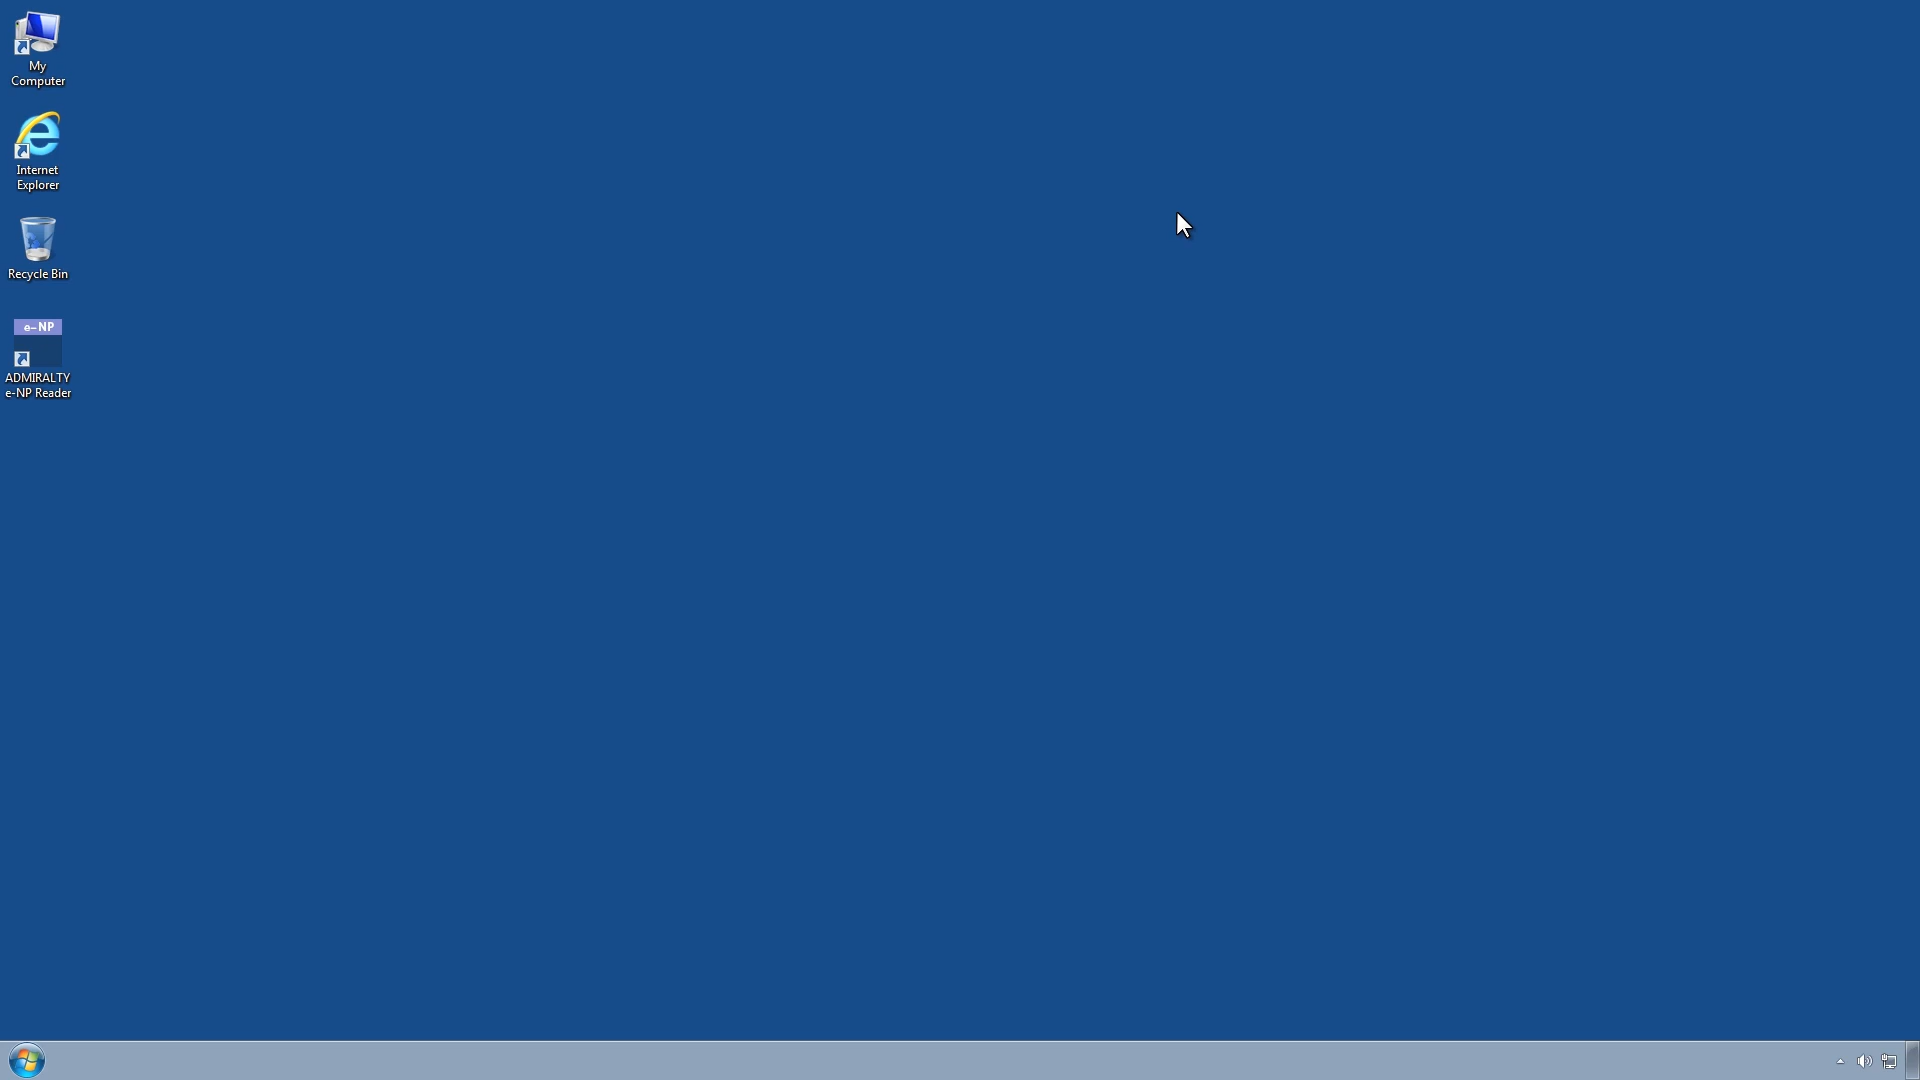 My
Computer
Internet
Explorer
Recycle Bin
e-NP
ADMIRALTY
e-NP Reader